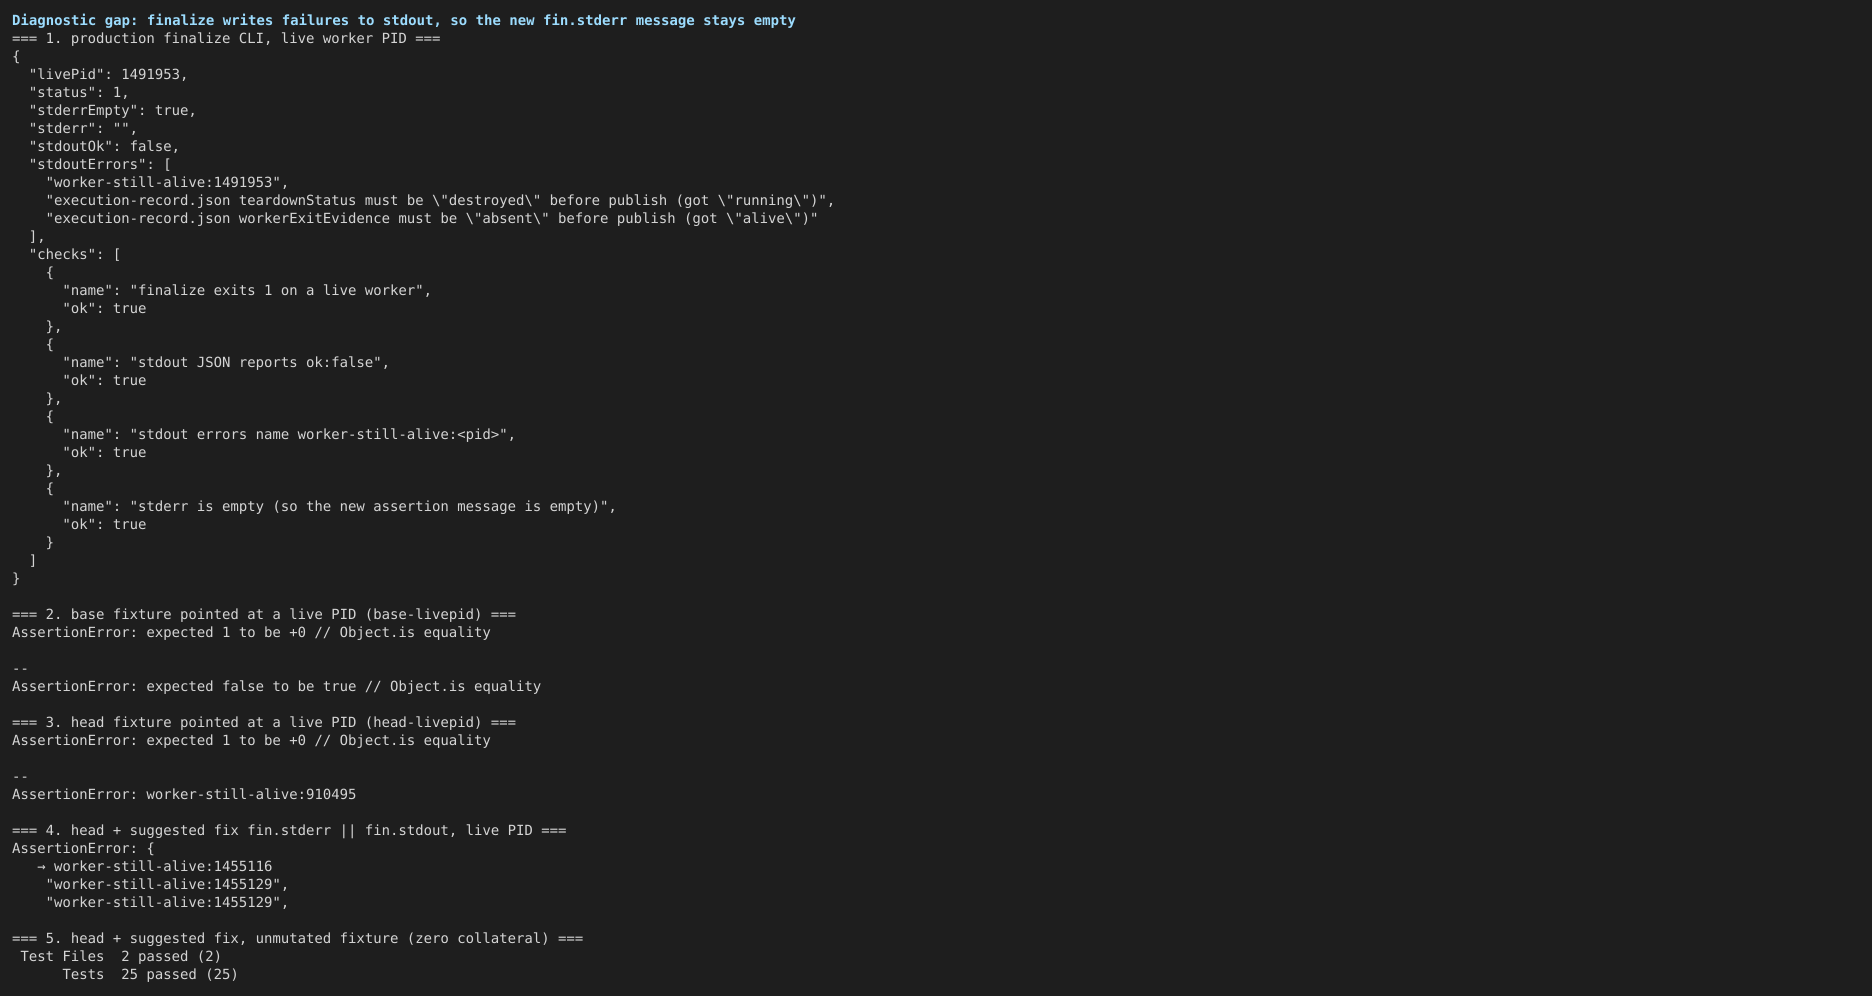 Diagnostic gap: finalize writes failures to stdout, so the new fin.stderr message stays empty
=== 1. production finalize CLI, live worker PID ===
{
  "livePid": 1491953,
  "status": 1,
  "stderrEmpty": true,
  "stderr": "",
  "stdoutOk": false,
  "stdoutErrors": [
    "worker-still-alive:1491953",
    "execution-record.json teardownStatus must be \"destroyed\" before publish (got \"running\")",
    "execution-record.json workerExitEvidence must be \"absent\" before publish (got \"alive\")"
  ],
  "checks": [
    {
      "name": "finalize exits 1 on a live worker",
      "ok": true
    },
    {
      "name": "stdout JSON reports ok:false",
      "ok": true
    },
    {
      "name": "stdout errors name worker-still-alive:<pid>",
      "ok": true
    },
    {
      "name": "stderr is empty (so the new assertion message is empty)",
      "ok": true
    }
  ]
}

=== 2. base fixture pointed at a live PID (base-livepid) ===
AssertionError: expected 1 to be +0 // Object.is equality

--
AssertionError: expected false to be true // Object.is equality

=== 3. head fixture pointed at a live PID (head-livepid) ===
AssertionError: expected 1 to be +0 // Object.is equality

--
AssertionError: worker-still-alive:910495

=== 4. head + suggested fix fin.stderr || fin.stdout, live PID ===
AssertionError: {
   → worker-still-alive:1455116
    "worker-still-alive:1455129",
    "worker-still-alive:1455129",

=== 5. head + suggested fix, unmutated fixture (zero collateral) ===
 Test Files  2 passed (2)
      Tests  25 passed (25)